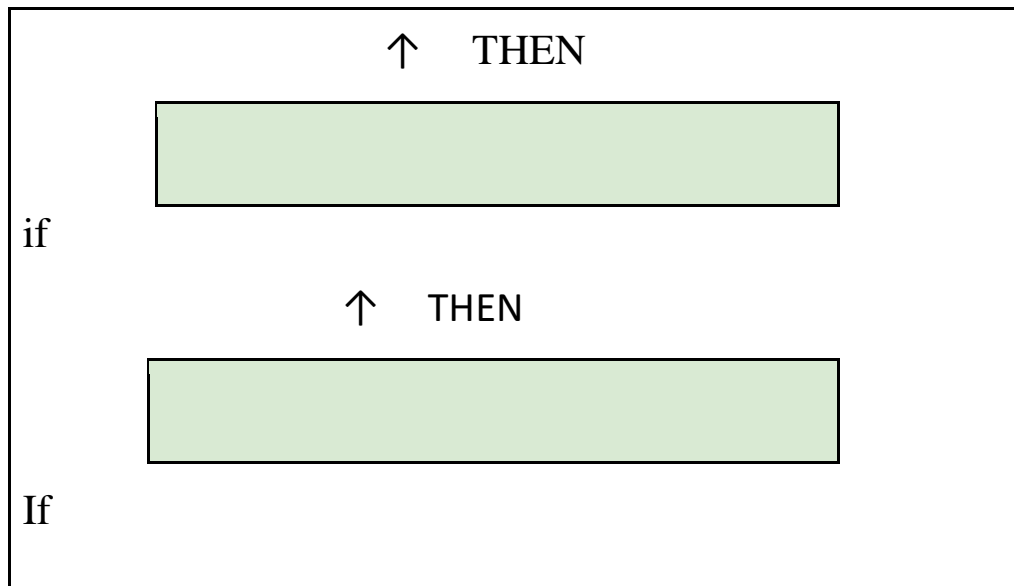 ↑ THEN
if
↑ THEN
If